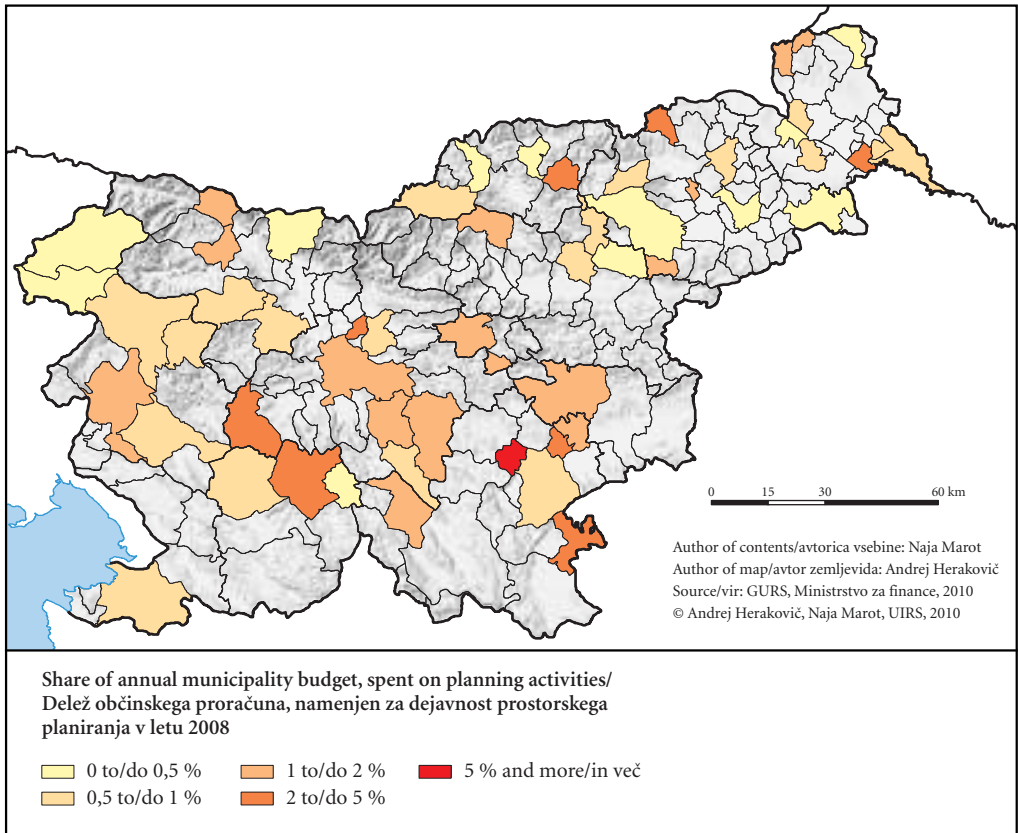 0 15 30 60 km
Author of contents/avtorica vsebine: Naja Marot
Author of map/avtor zemljevida: Andrej Herakovič
Source/vir: GURS, Ministrstvo za finance, 2010
© Andrej Herakovič, Naja Marot, UIRS, 2010
Share of annual municipality budget, spent on planning activities/
Delež občinskega proračuna, namenjen za dejavnost prostorskega
planiranja v letu 2008
0 to/do 0,5 %
0,5 to/do 1 %
1 to/do 2 %
2 to/do 5 %
5 % and more/in več